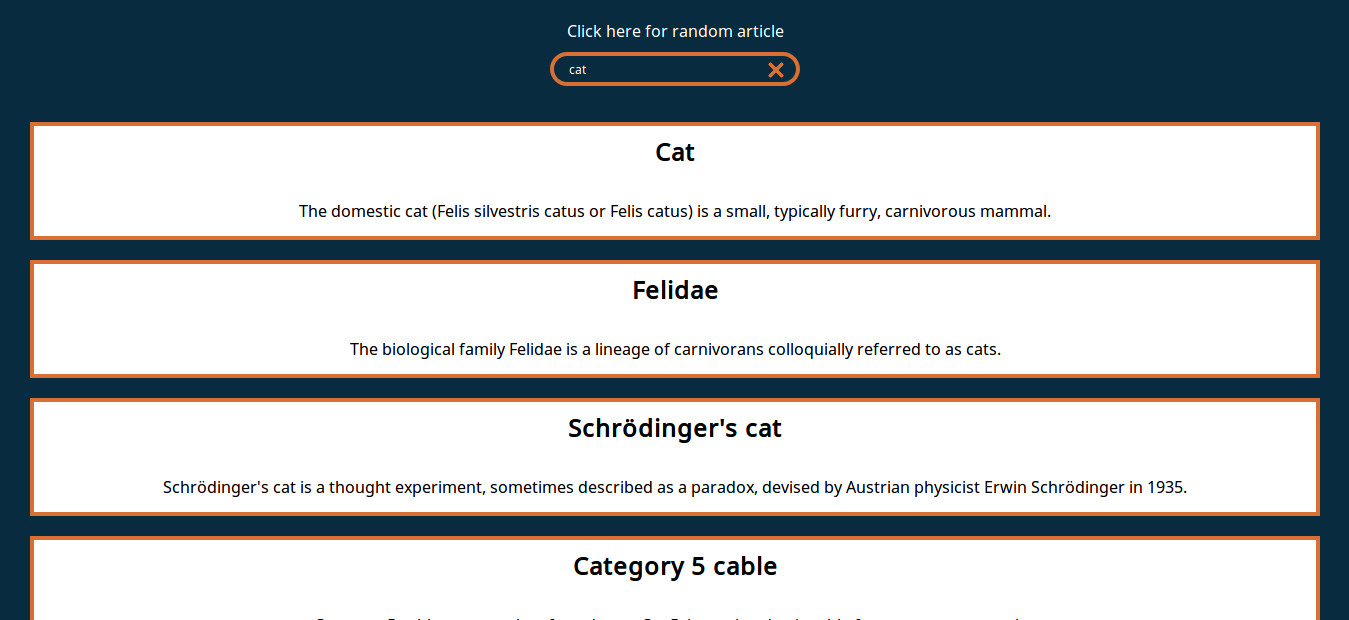 Click here for random article
cat
Cat
The domestic cat (Felis silvestris catus or Felis catus) is a small, typically furry, carnivorous mammal.
Felidae
The biological family Felidae is a lineage of carnivorans colloquially referred to as cats.
Schrödinger's cat
Schrödinger's cat is a thought experiment, sometimes described as a paradox, devised by Austrian physicist Erwin Schrödinger in 1935.
Category 5 cable